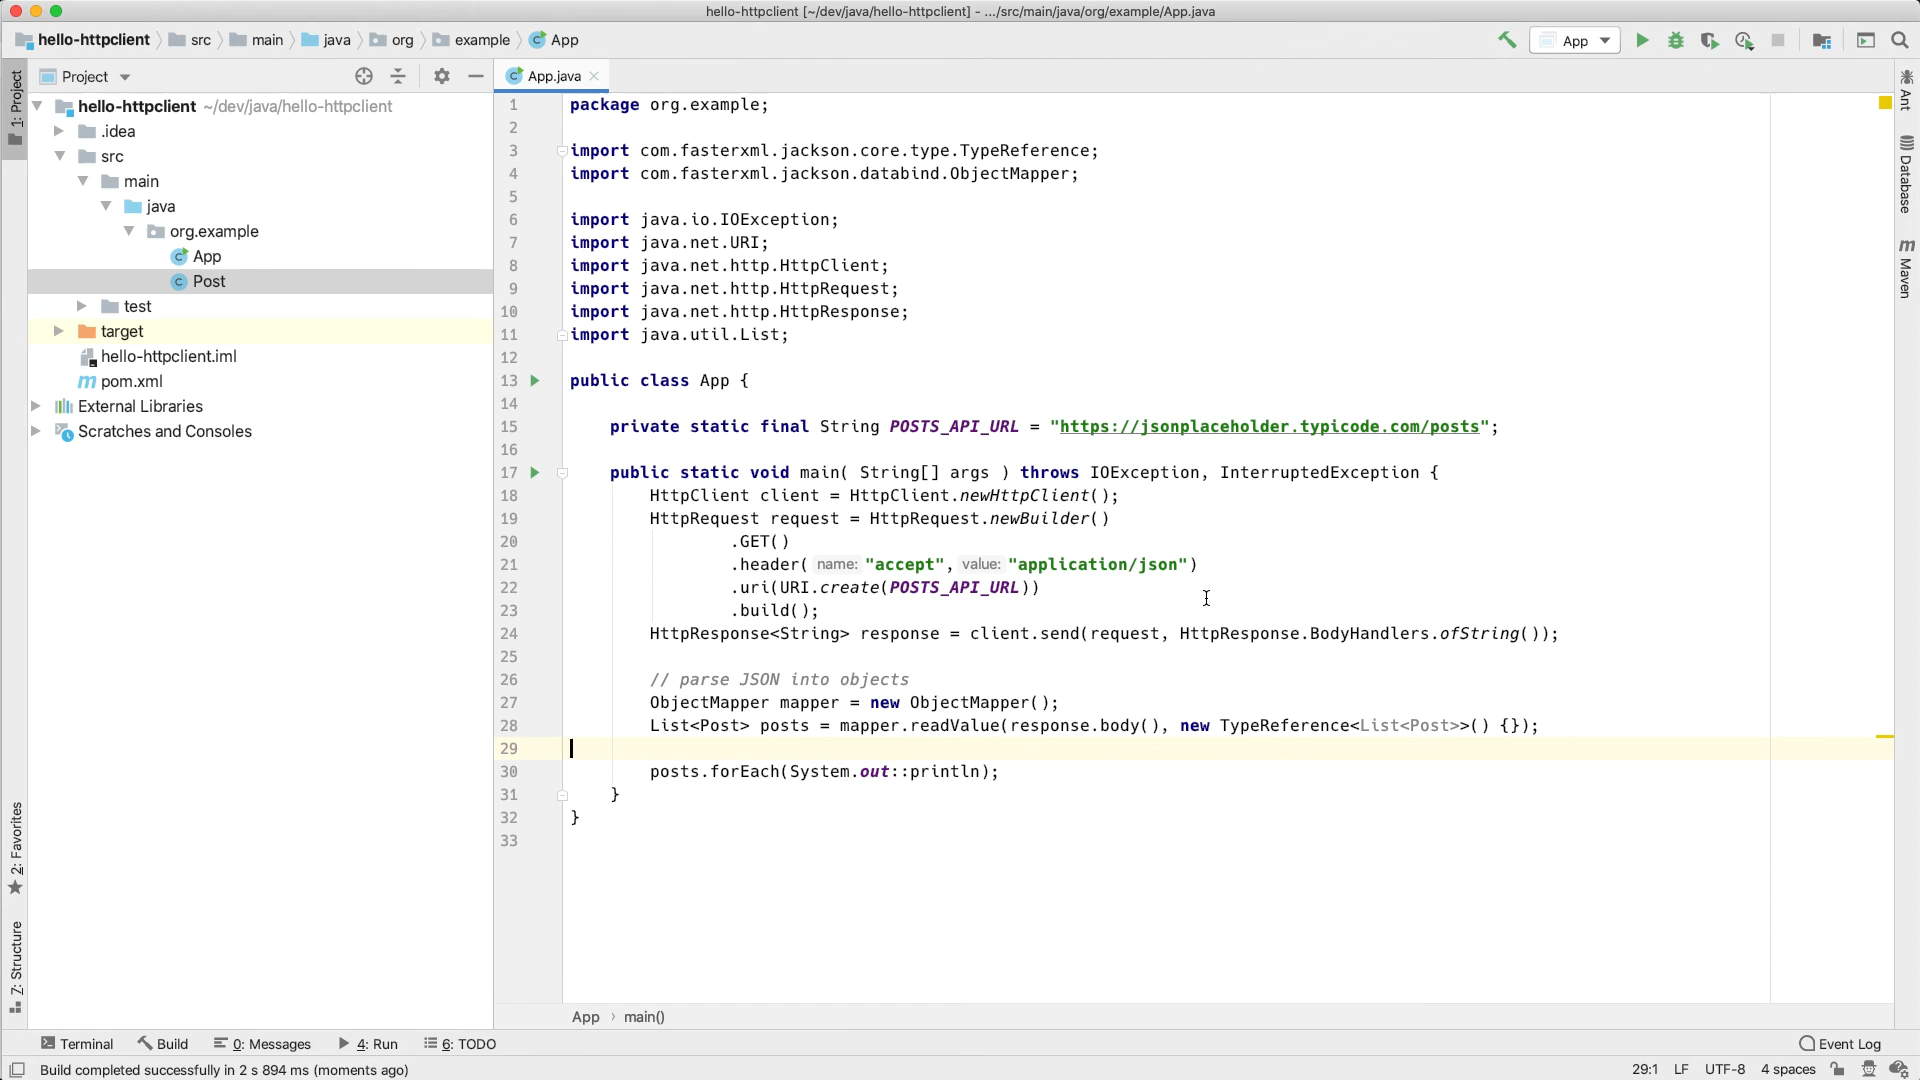 hello-httpclient [~/dev/java/hello-httpclient] - .../src/main/java/org/example/App.java
hello-httpclient src main java org example App
App
1: Project
Project
hello-httpclient ~/dev/java/hello-httpclient
.idea
src
main
java
org.example
App
Post
test
target
hello-httpclient.iml
pom.xml
External Libraries
Scratches and Consoles
2: Favorites
Z: Structure
App.java
1 package org.example;
2
3 import com.fasterxml.jackson.core.type.TypeReference;
4 import com.fasterxml.jackson.databind.ObjectMapper;
5
6 import java.io.IOException;
7 import java.net.URI;
8 import java.net.http.HttpClient;
9 import java.net.http.HttpRequest;
10 import java.net.http.HttpResponse;
11 import java.util.List;
12
13 public class App {
14
15 private static final String POSTS_API_URL = "https://jsonplaceholder.typicode.com/posts";
16
17 public static void main( String[] args ) throws IOException, InterruptedException {
18 HttpClient client = HttpClient.newHttpClient();
19 HttpRequest request = HttpRequest.newBuilder()
20 .GET()
21 .header( name: "accept", value: "application/json")
22 .uri(URI.create(POSTS_API_URL))
23 .build();
24 HttpResponse<String> response = client.send(request, HttpResponse.BodyHandlers.ofString());
25
26 // parse JSON into objects
27 ObjectMapper mapper = new ObjectMapper();
28 List<Post> posts = mapper.readValue(response.body(), new TypeReference<List<Post>>() {});
29
30 posts.forEach(System.out::println);
31 }
32 }
33
App › main()
Ant
Database
m Maven
Terminal Build 0: Messages 4: Run 6: TODO Event Log
Build completed successfully in 2 s 894 ms (moments ago) 29:1 LF UTF-8 4 spaces